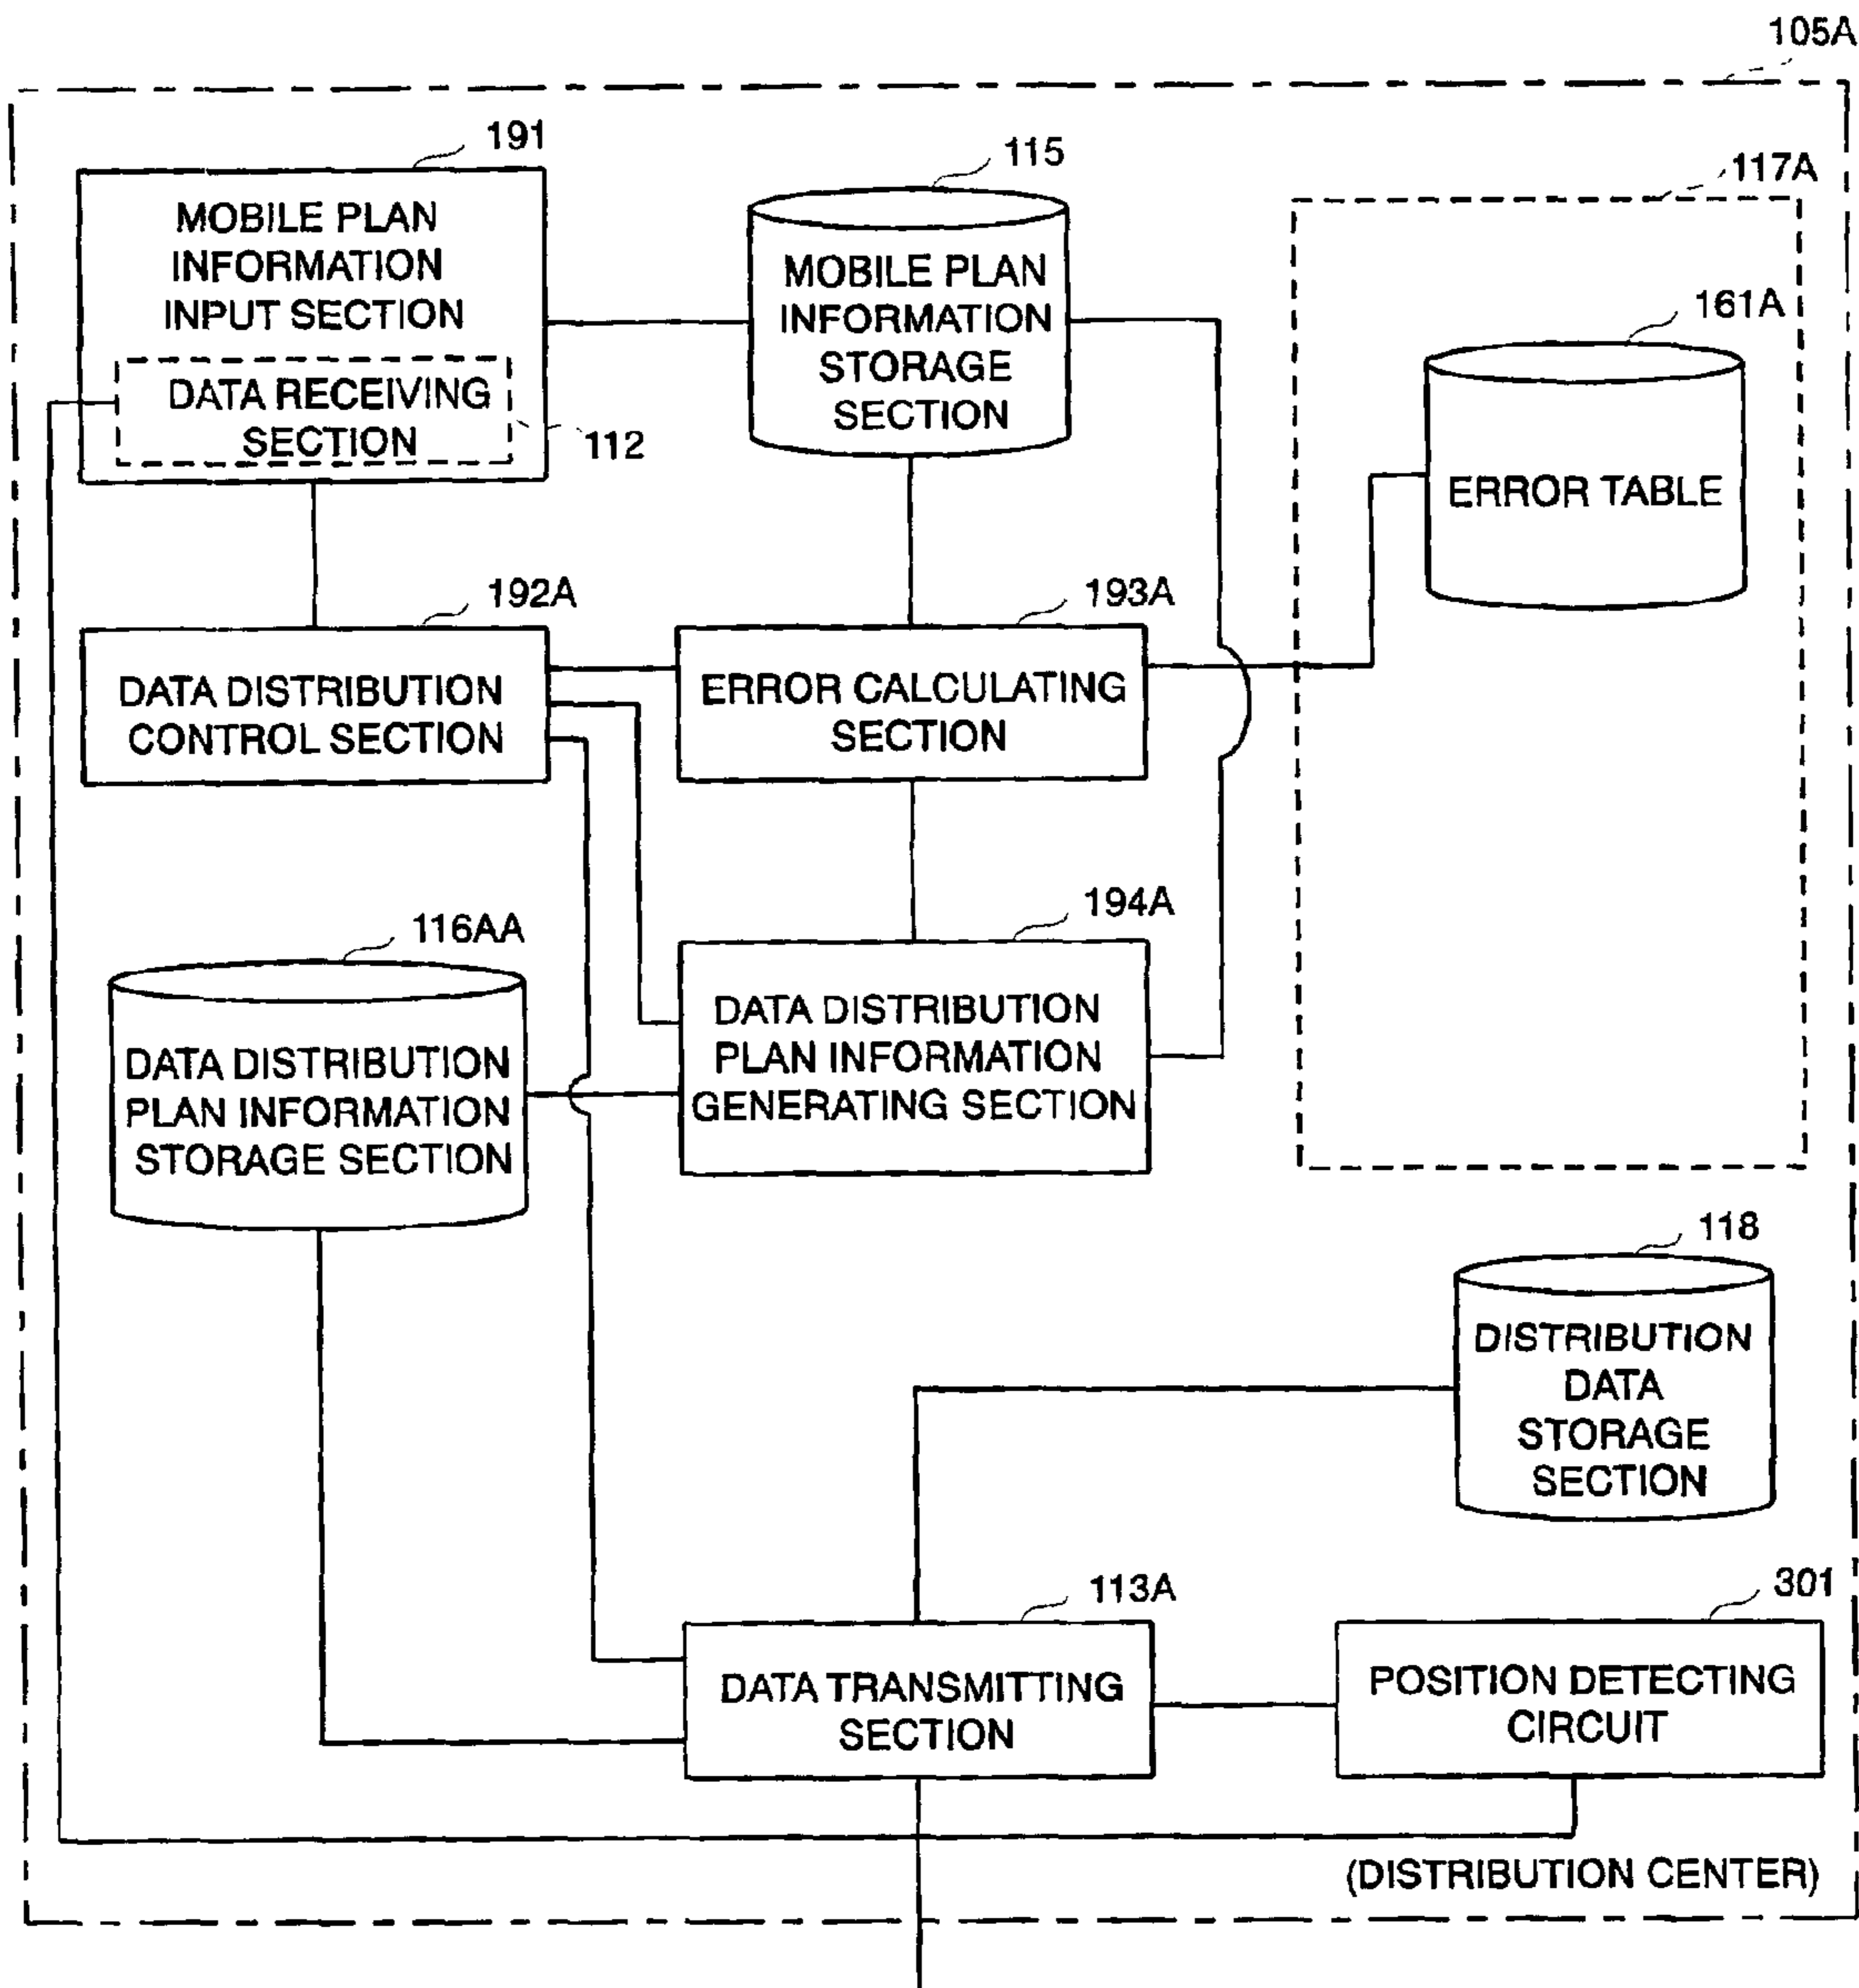 105A
191
MOBILE PLAN
INFORMATION
INPUT SECTION
DATA RECEIVING
SECTION
112
115
MOBILE PLAN
INFORMATION
STORAGE
SECTION
117A
161A
ERROR TABLE
192A
DATA DISTRIBUTION
CONTROL SECTION
193A
ERROR CALCULATING
SECTION
116AA
DATA DISTRIBUTION
PLAN INFORMATION
STORAGE SECTION
194A
DATA DISTRIBUTION
PLAN INFORMATION
GENERATING SECTION
118
DISTRIBUTION
DATA
STORAGE
SECTION
113A
DATA TRANSMITTING
SECTION
301
POSITION DETECTING
CIRCUIT
(DISTRIBUTION CENTER)